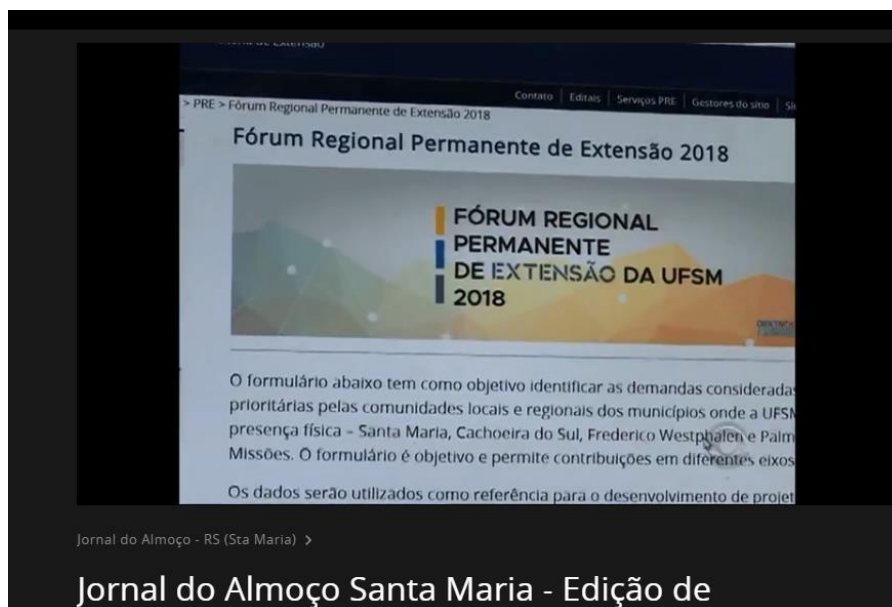 de Extensão
Contato Editais Serviços PRE Gestores do sítio
> PRE > Fórum Regional Permanente de Extensão 2018
Fórum Regional Permanente de Extensão 2018
FÓRUM REGIONAL
PERMANENTE
DE EXTENSÃO DA UFSM
2018
O formulário abaixo tem como objetivo identificar as demandas consideradas
prioritárias pelas comunidades locais e regionais dos municípios onde a UFSM
presença física – Santa Maria, Cachoeira do Sul, Frederico Westphalen e Palm
Missões. O formulário é objetivo e permite contribuições em diferentes eixos
Os dados serão utilizados como referência para o desenvolvimento de projet
Jornal do Almoço - RS (Sta Maria) >
Jornal do Almoço Santa Maria - Edição de